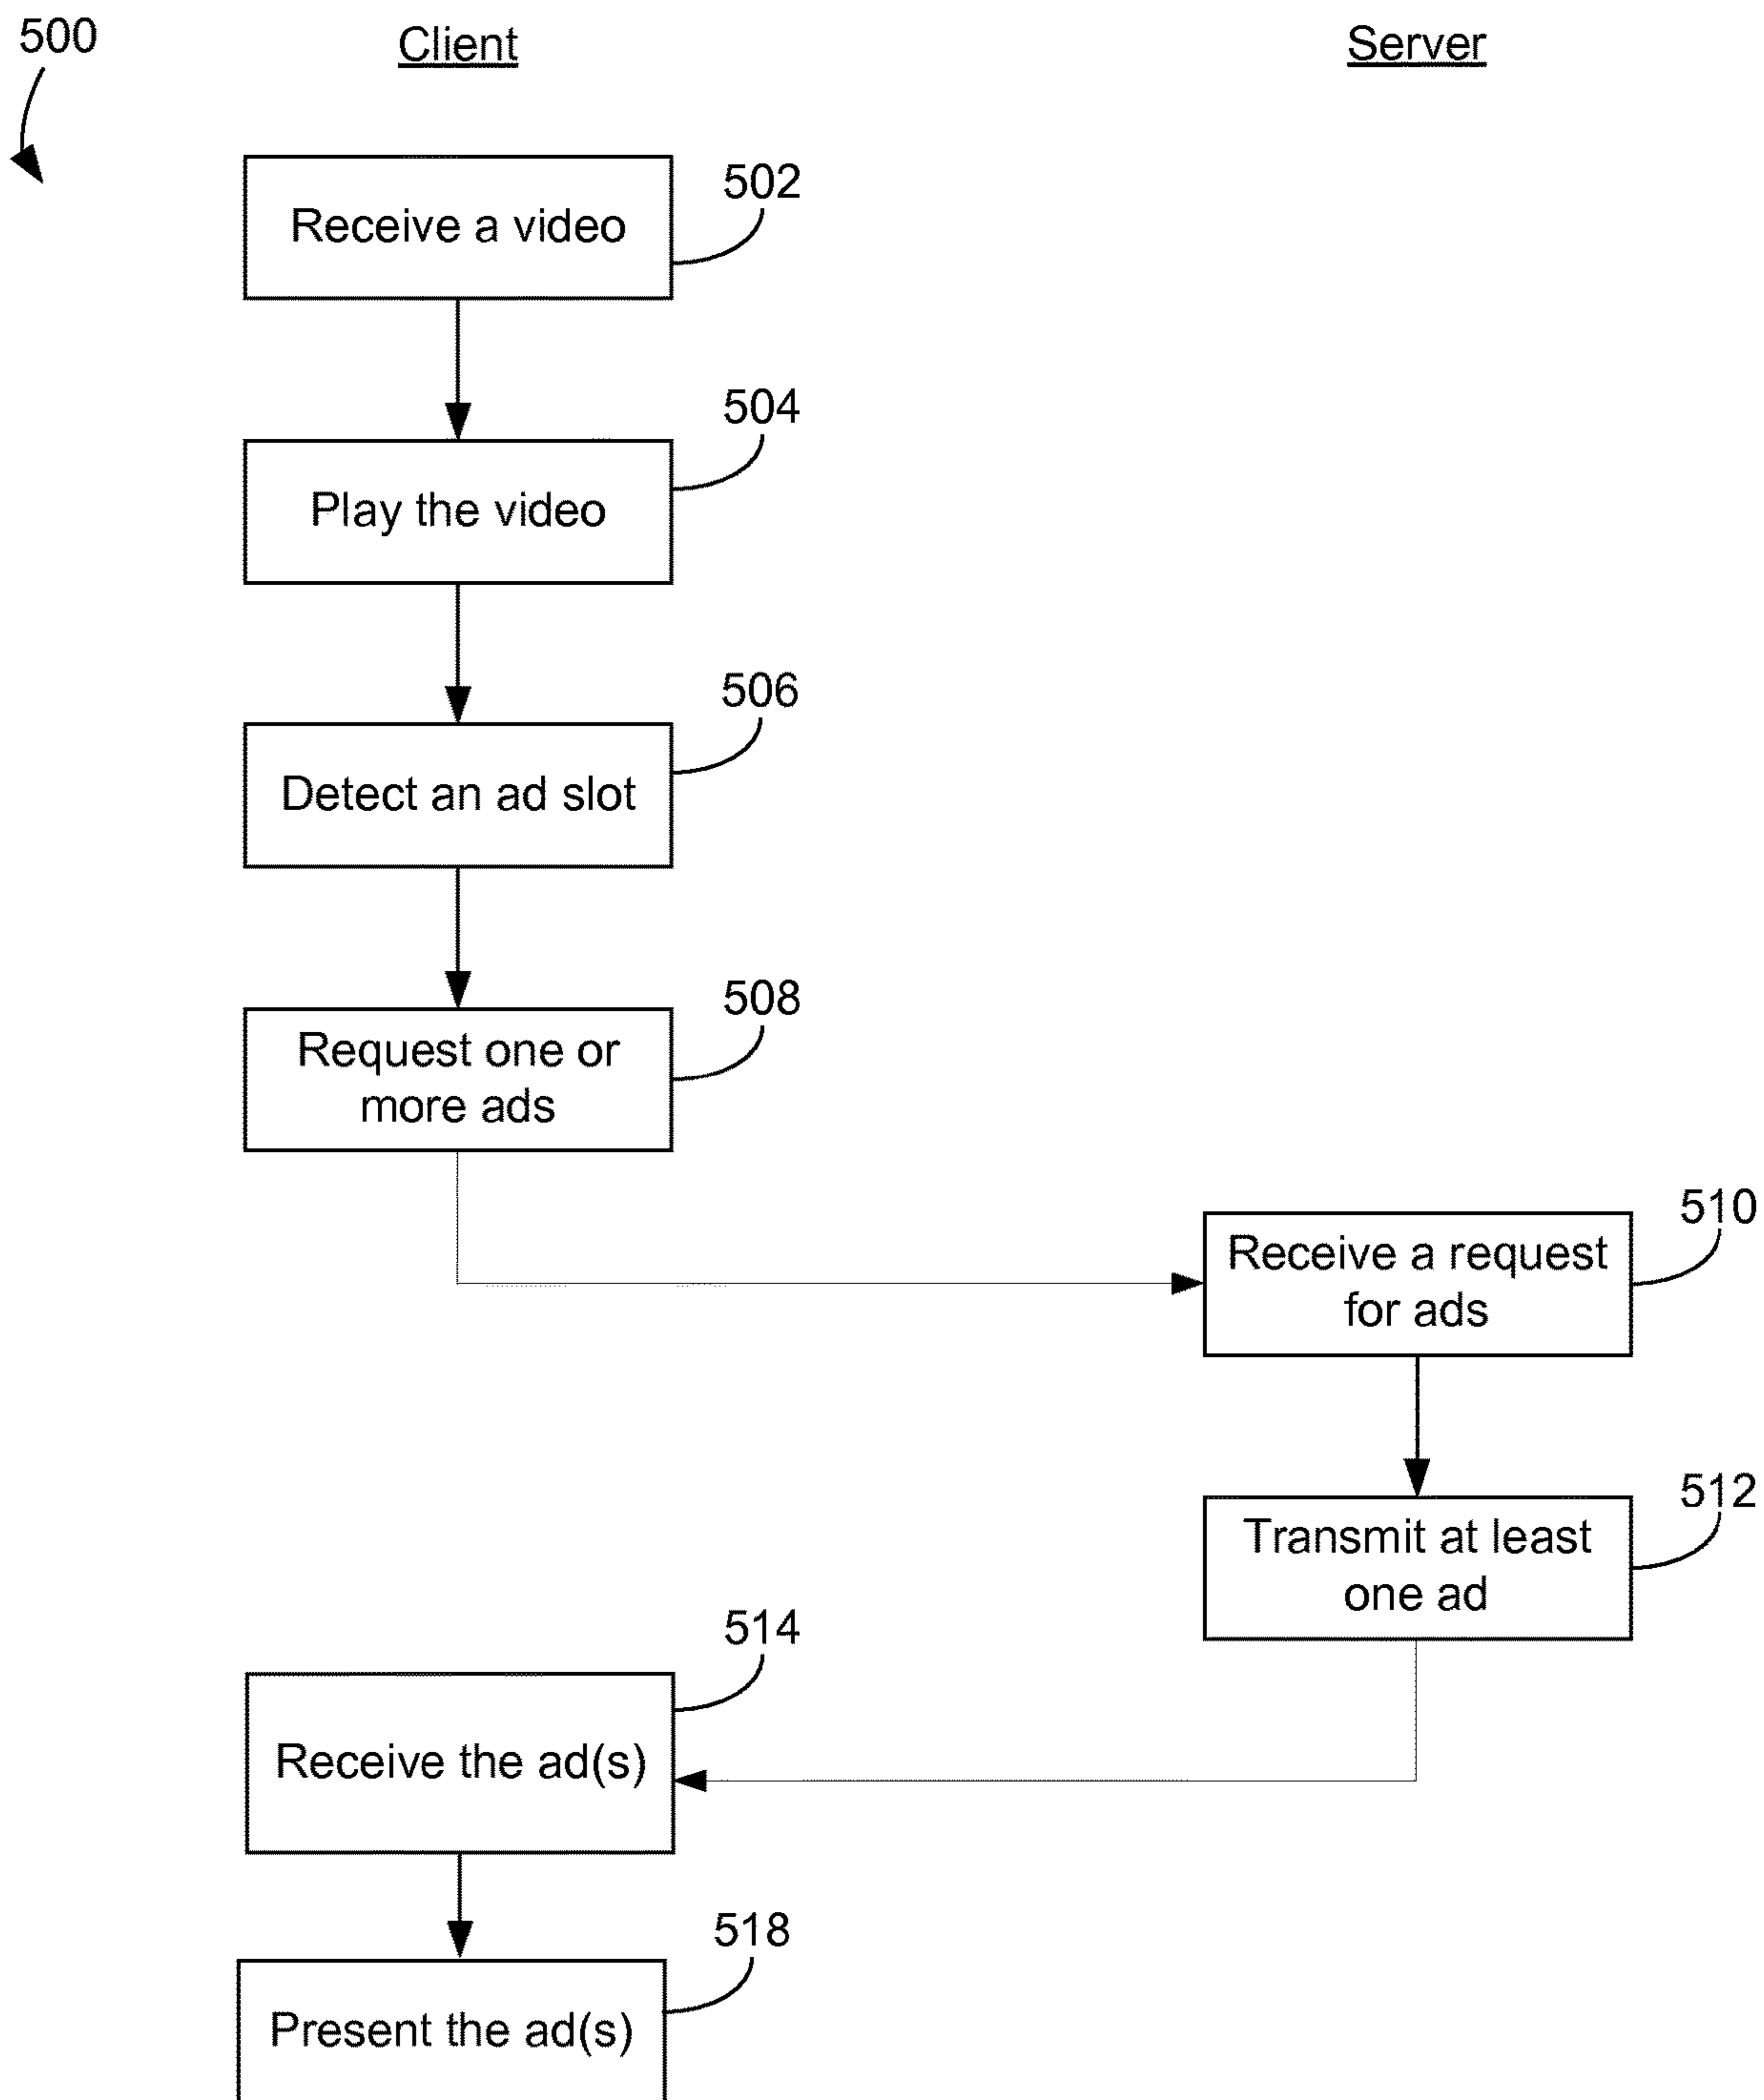 500
Client
Server
502
Receive a video
504
Play the video
506
Detect an ad slot
508
Request one or
more ads
510
Receive a request
for ads
512
Transmit at least
one ad
514
Receive the ad(s)
518
Present the ad(s)